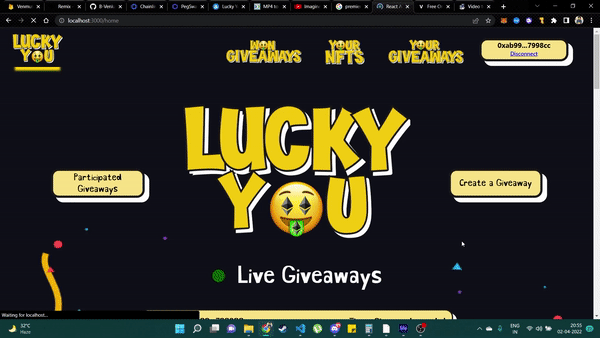 Venmo
Remix
B-Veni
Chainli
PegSw
Lucky
MP4 to
Imagin
premie
React A
Free C
Video
localhost:3000/home
LUCKY
YOU
WON
GIVEAWAYS
YOUR
NFTS
YOUR
GIVEAWAYS
0xab99...7998cc
Disconnect
LUCKY
YOU
Participated
Giveaways
Create a Giveaway
Live Giveaways
Waiting for localhost...
32°C
Haze
ENG
IN
20:55
02-04-2022